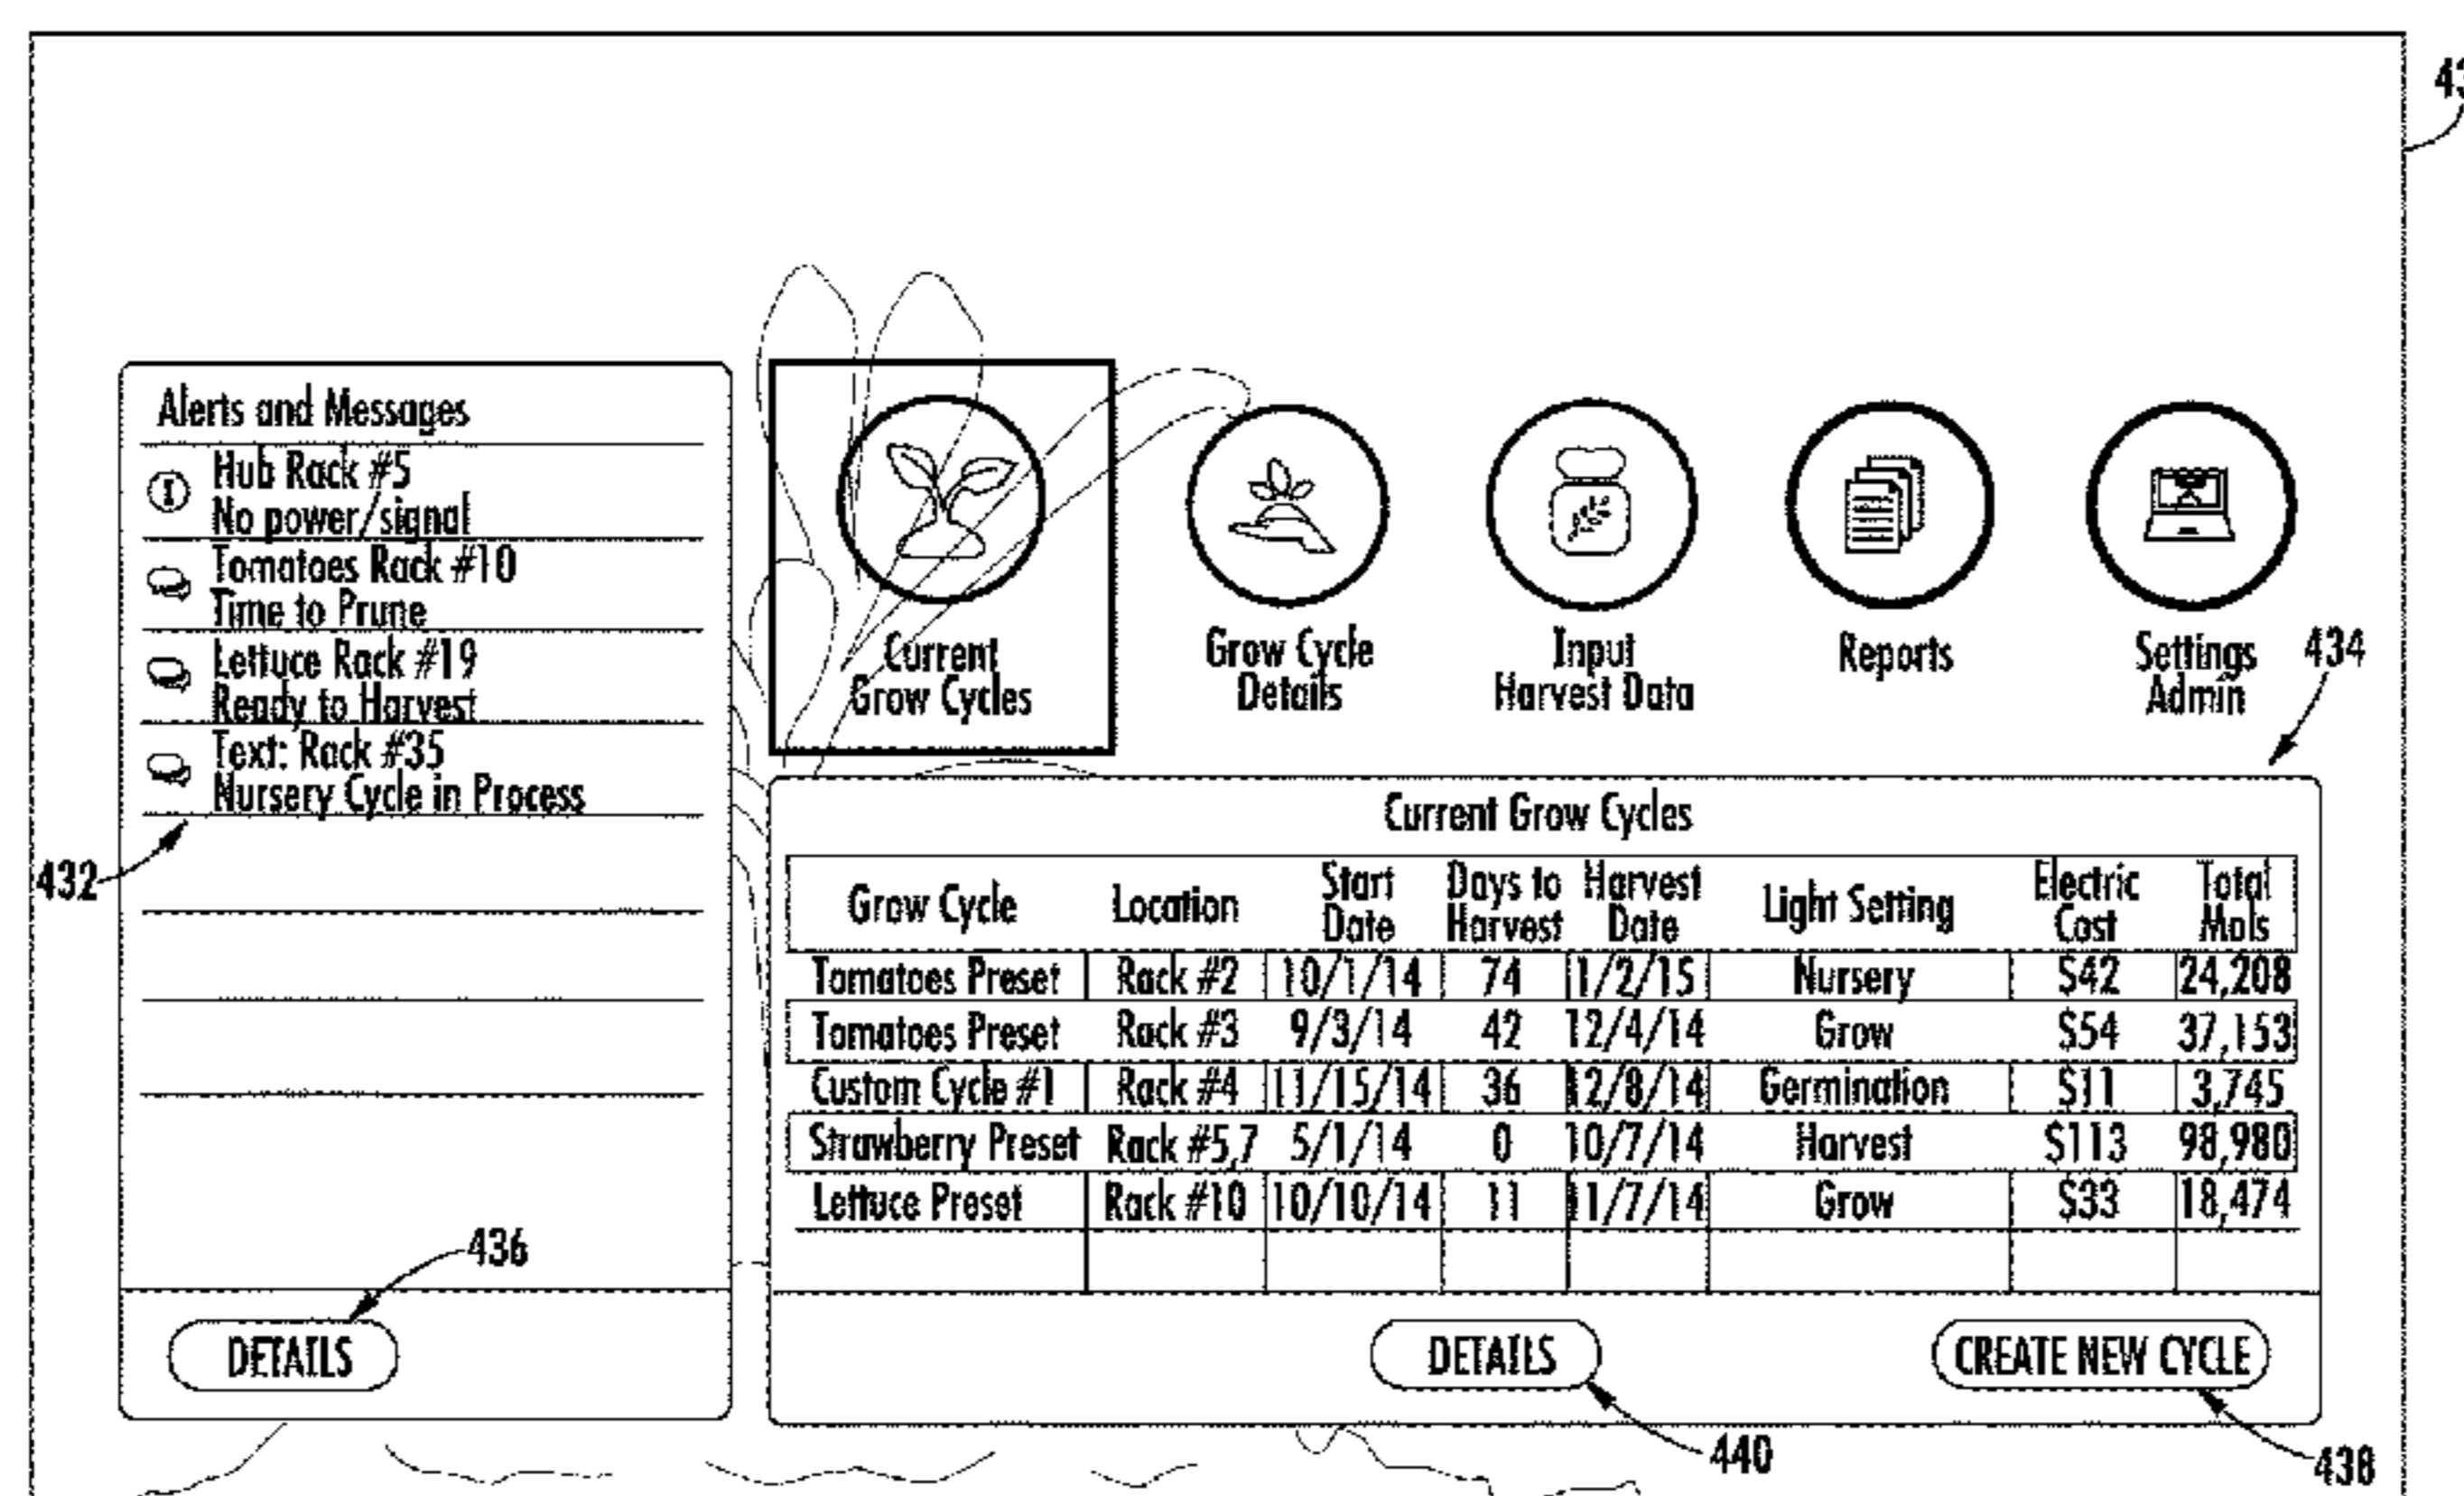 Alerts and Messages
Hub Rack #5
No power/signal
Tomatoes Rack #10
Time to Prune
Lettuce Rack #19
Ready to Harvest
Text: Rack #35
Nursery Cycle in Process
432
436
DETAILS
Current
Grow Cycles
Grow Cycle
Details
Input
Harvest Data
Reports
Settings
Admin
434
Current Grow Cycles
Grow Cycle Location Start Date Days to Harvest Harvest Date Light Setting Electric Cost Total Mols
Tomatoes Preset Rack #2 10/1/14 74 1/2/15 Nursery $42 24,208
Tomatoes Preset Rack #3 9/3/14 42 12/4/14 Grow $54 37,153
Custom Cycle #1 Rack #4 11/15/14 36 12/8/14 Germination $11 3,745
Strawberry Preset Rack #5,7 5/1/14 0 10/7/14 Harvest $113 98,980
Lettuce Preset Rack #10 10/10/14 11 11/7/14 Grow $33 18,474
DETAILS
CREATE NEW CYCLE
440
438